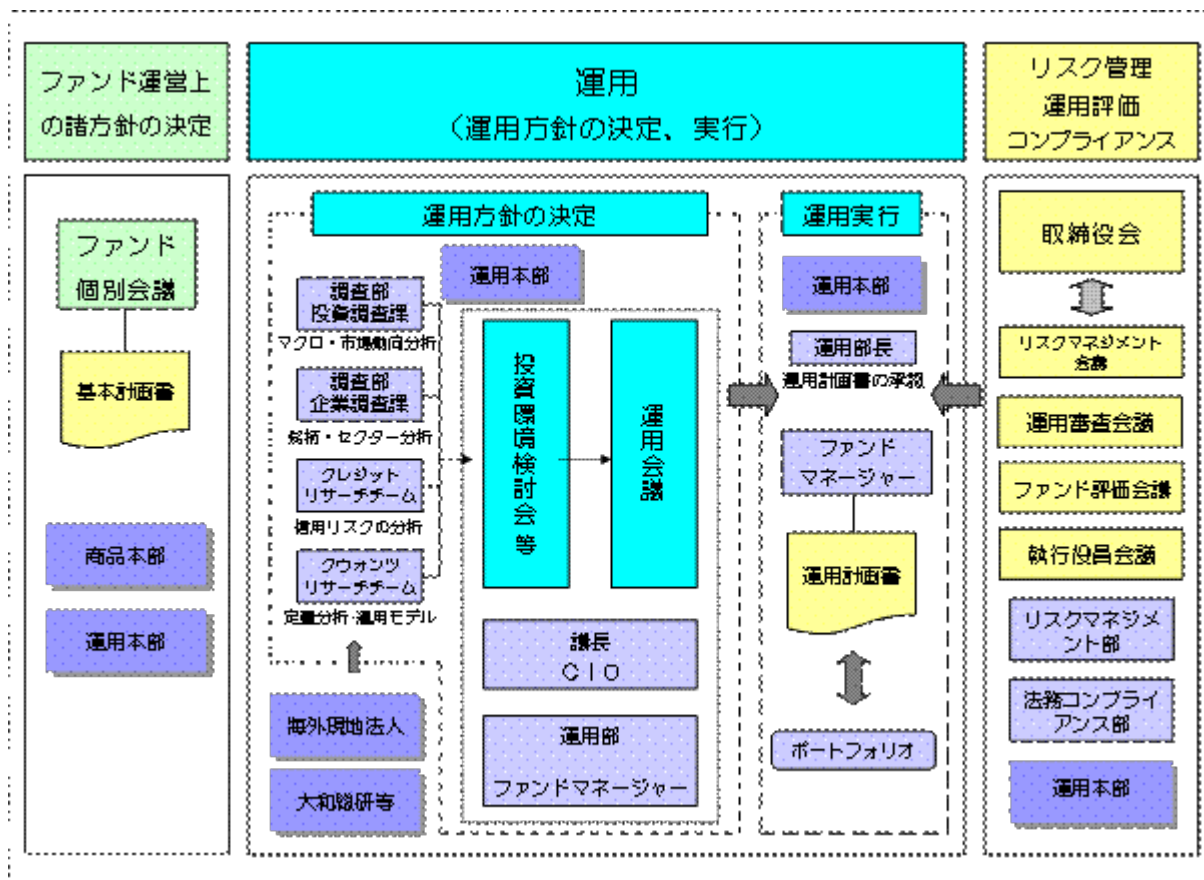 ファンド運営上
の諸方針の決定
ファンド
個別会議
基本計画書
商品本部
運用本部
運用
（運用方針の決定、実行）
運用方針の決定
運用本部
調査部
投資調査課
マクロ・市場動向分析
調査部
企業調査課
銘柄・セクター分析
クレジット
リサーチチーム
信用リスクの分析
クウォンツ
リサーチチーム
定量分析・運用モデル
海外現地法人
大和総研等
投資環境検討会等
運用会議
議長
CIO
運用部
ファンドマネージャー
運用実行
運用本部
運用部長
運用計画書の承認
ファンド
マネージャー
運用計画書
ポートフォリオ
リスク管理
運用評価
コンプライアンス
取締役会
リスクマネジメント
会議
運用審査会議
ファンド評価会議
執行役員会議
リスクマネジメ
ント部
法務コンプライ
アンス部
運用本部